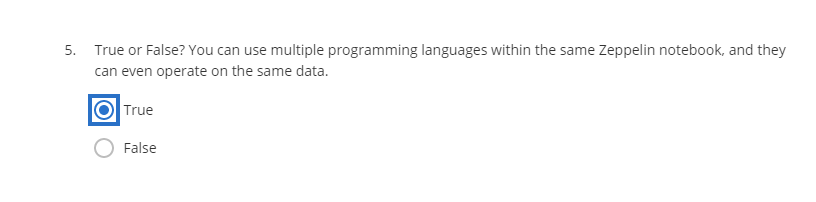 5. True or False? You can use multiple programming languages within the same Zeppelin notebook, and they
can even operate on the same data.
True
False